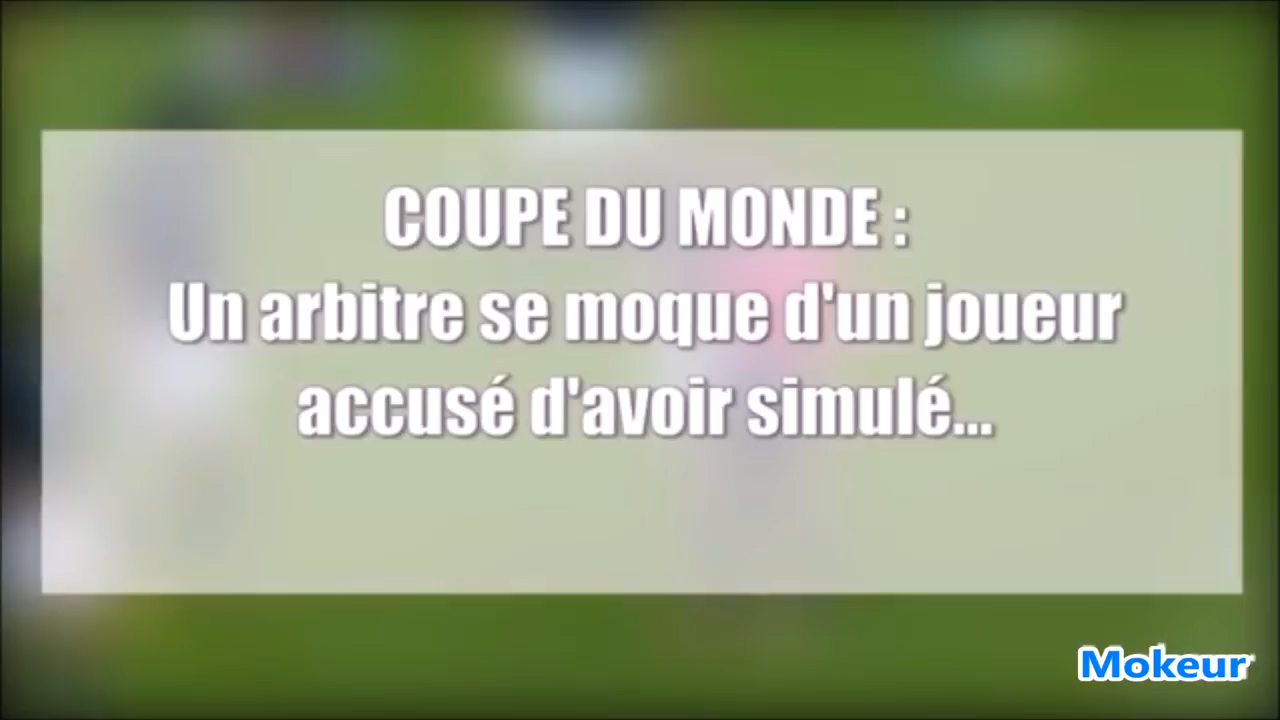 COUPE DU MONDE :
Un arbitre se moque d'un joueur
accusé d'avoir simulé...
Mokeur